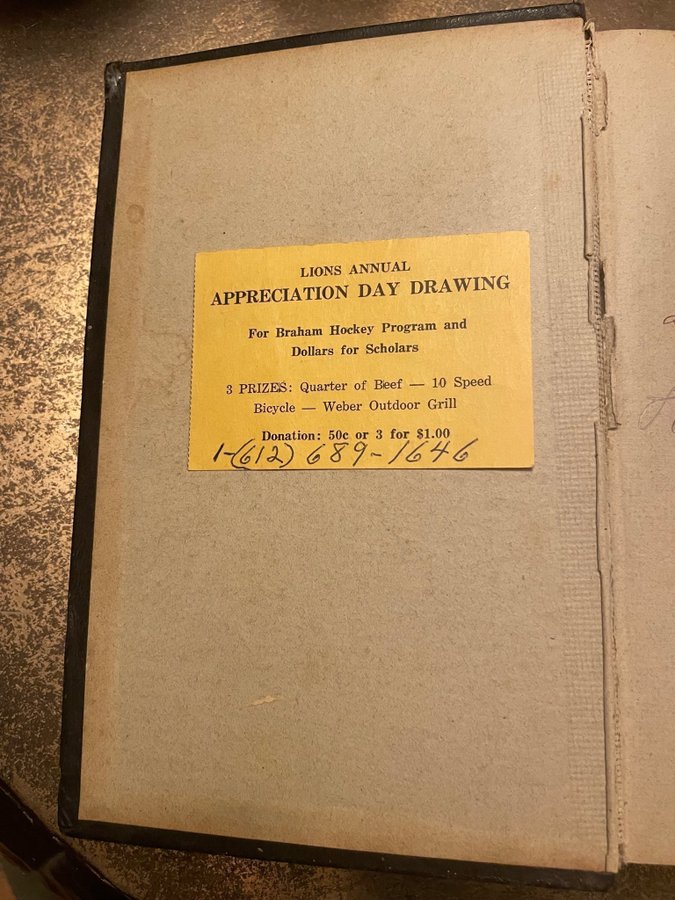 LIONS ANNUAL
APPRECIATION DAY DRAWING
For Braham Hockey Program and
Dollars for Scholars
3 PRIZES: Quarter of Beef — 10 Speed
Bicycle — Weber Outdoor Grill
Donation: 50c or 3 for $1.00
1-(612) 689-1646